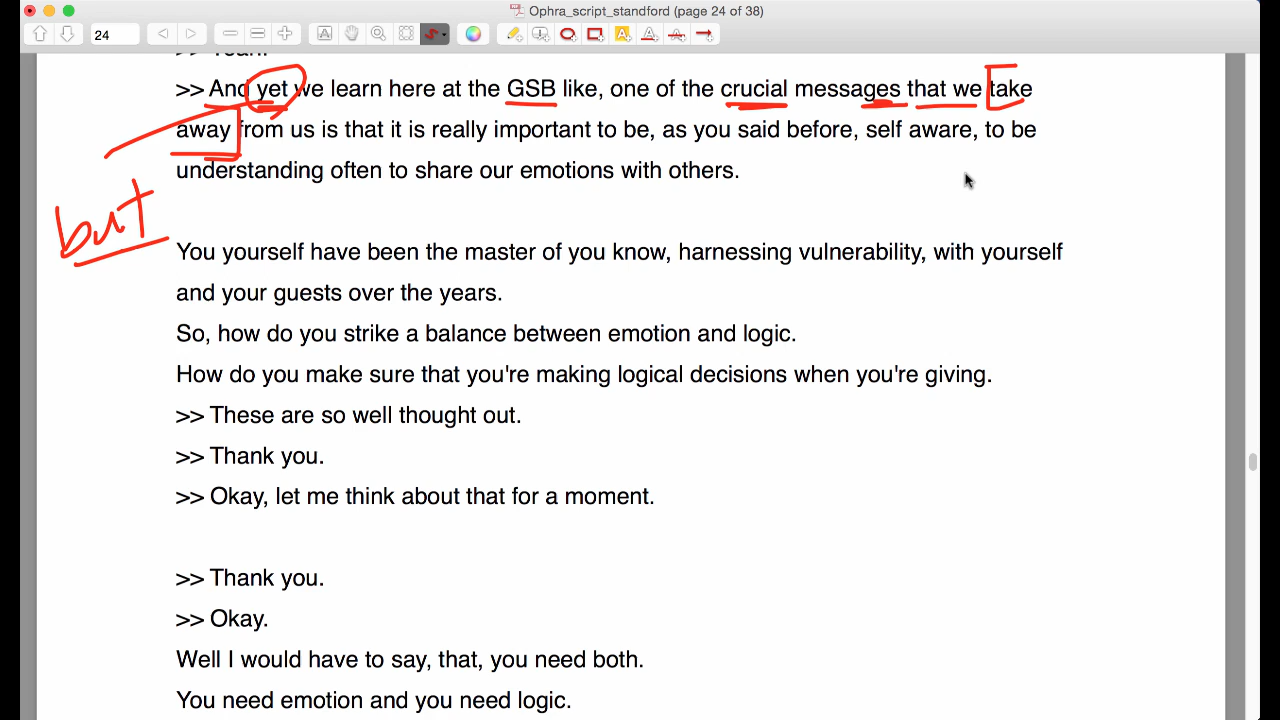 Ophra_script_standford (page 24 of 38)
24
>> And yet we learn here at the GSB like, one of the crucial messages that we take
away from us is that it is really important to be, as you said before, self aware, to be
understanding often to share our emotions with others.
but
You yourself have been the master of you know, harnessing vulnerability, with yourself
and your guests over the years.
So, how do you strike a balance between emotion and logic.
How do you make sure that you're making logical decisions when you're giving.
>> These are so well thought out.
>> Thank you.
>> Okay, let me think about that for a moment.
>> Thank you.
>> Okay.
Well I would have to say, that, you need both.
You need emotion and you need logic.